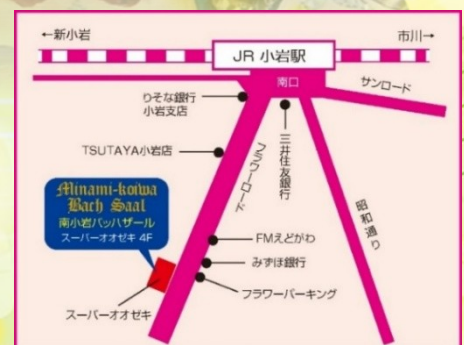 ←新小岩
市川→
JR 小岩駅
南口
サンロード
りそな銀行
小岩支店
三井住友銀行
TSUTAYA小岩店
フラワーロード
昭和通り
Minami-koiwa
Bach Saal
南小岩バッハザール
スーパーオオゼキ 4F
FMえどがわ
みずほ銀行
フラワーパーキング
スーパーオオゼキ